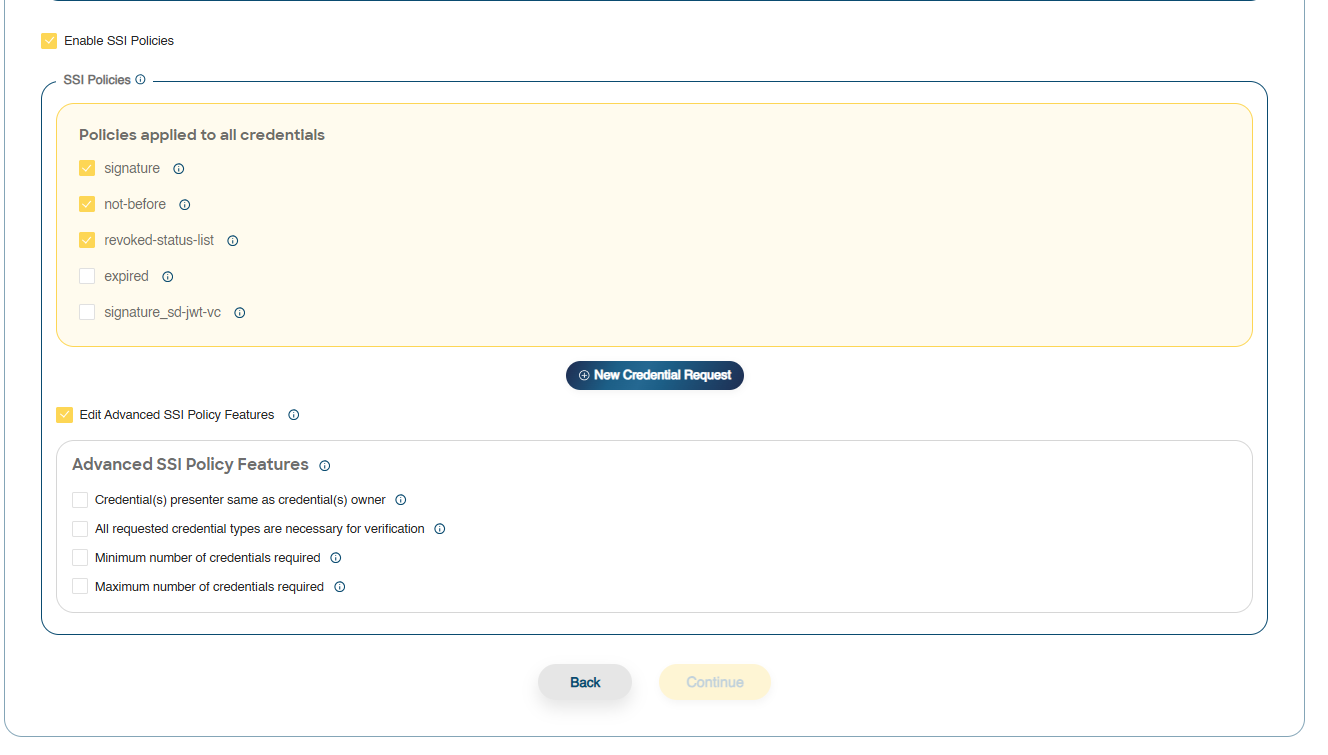 Enable SSI Policies
SSI Policies
Policies applied to all credentials
signature
not-before
revoked-status-list
expired
signature_sd-jwt-vc
New Credential Request
Edit Advanced SSI Policy Features
Advanced SSI Policy Features
Credential(s) presenter same as credential(s) owner
All requested credential types are necessary for verification
Minimum number of credentials required
Maximum number of credentials required
Back Continue